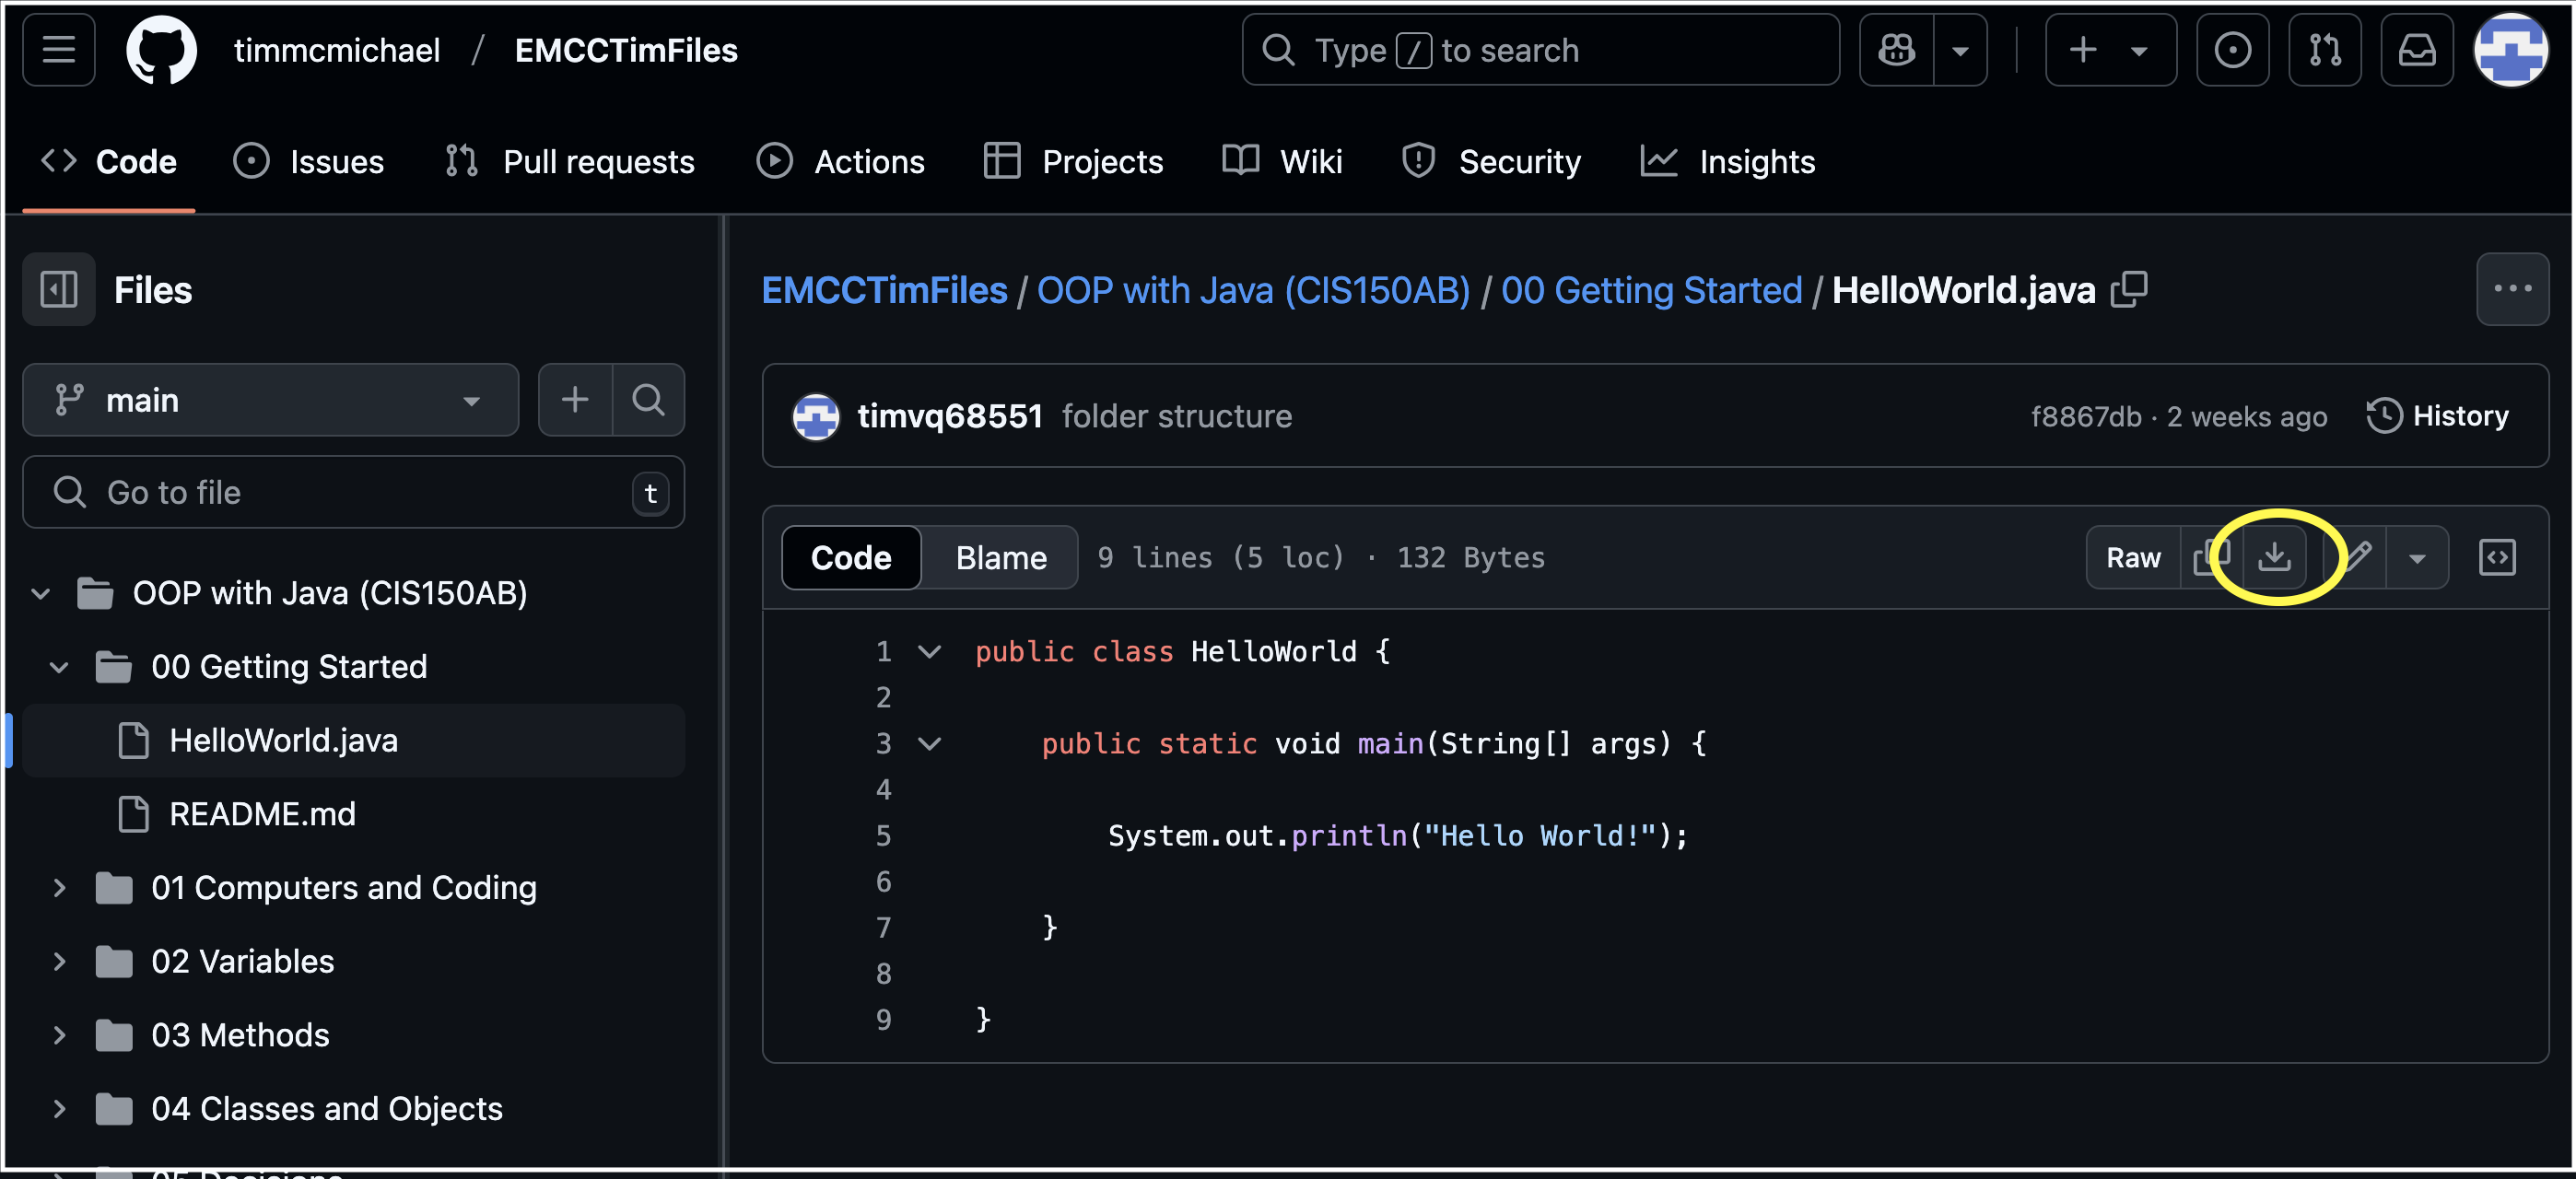 timmcmichael / EMCCTimFiles
Type / to search
Code Issues Pull requests Actions Projects Wiki Security Insights
Files
main
Go to file t
OOP with Java (CIS150AB)
00 Getting Started
HelloWorld.java
README.md
01 Computers and Coding
02 Variables
03 Methods
04 Classes and Objects
05 Decisions
EMCCTimFiles / OOP with Java (CIS150AB) / 00 Getting Started / HelloWorld.java
timvq68551 folder structure
f8867db · 2 weeks ago History
Code Blame 9 lines (5 loc) · 132 Bytes
Raw
1 public class HelloWorld {
2
3 public static void main(String[] args) {
4
5 System.out.println("Hello World!");
6
7 }
8
9 }